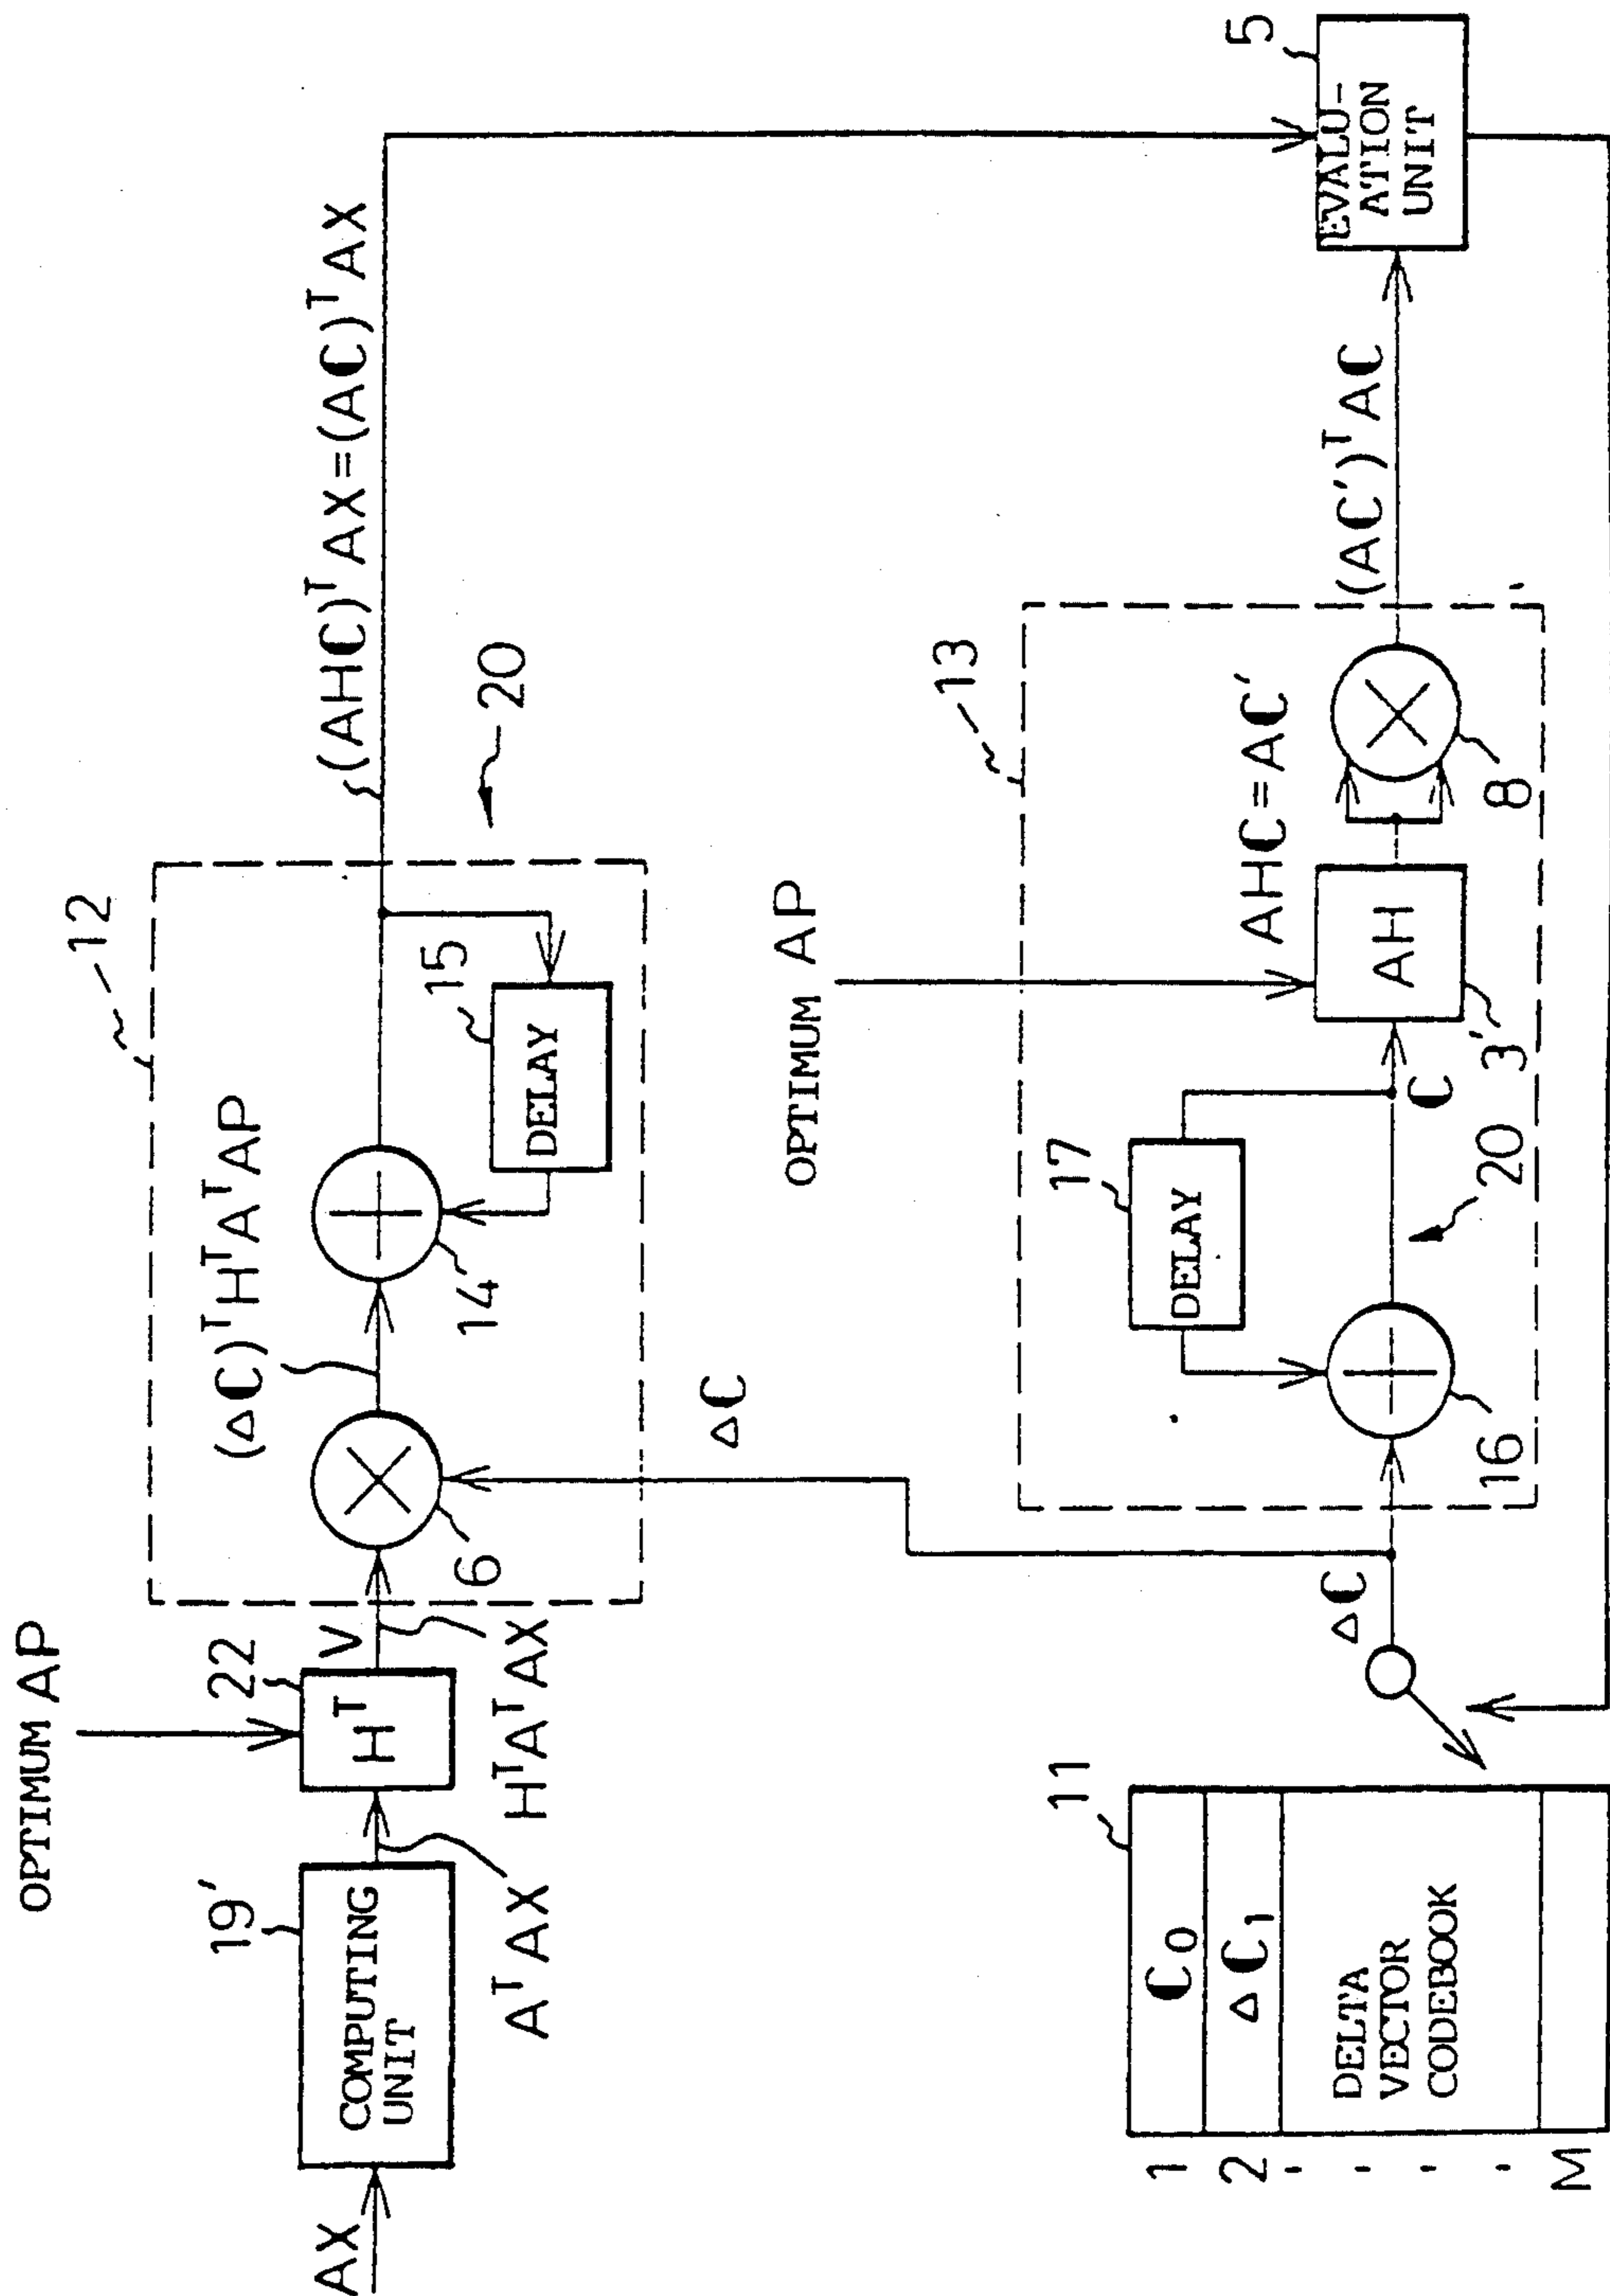 OPTIMUM AP
19'
22
12
AX
COMPUTING
UNIT
Hᵀ
V
AᵀAX
HᵀAᵀAX
6
(ΔC)ᵀHᵀAᵀAP
14
15
DELAY
(AHC)ᵀAX=(AC)ᵀAX
20
ΔC
OPTIMUM AP
13
17
DELAY
AHC=AC'
ΔC
16
20
C
AH
3'
8
(AC')ᵀAC
5
EVALU-
ATION
UNIT
11
1
C₀
2
ΔC₁
DELTA
VECTOR
CODEBOOK
M